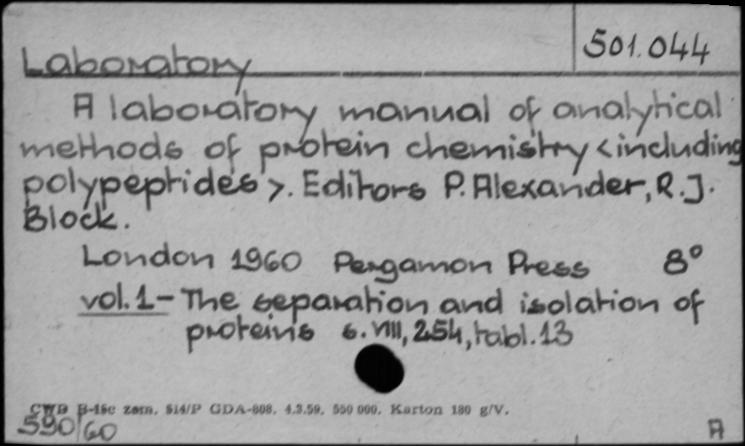 501.044
Laboratory
A laboratory manual of analytical
methods of protein chemistry <including
polypeptides>. Editors P. Alexander, R.J.
Block.
London 1960 Pergamon Press 8°
vol. 1 - The separation and isolation of
proteins s. VIII, 254, tabl. 13
CWD B-18c zam. 514/P GDA-808. 4.3.59. 550 000. Karton 180 g/V.
590/60
A